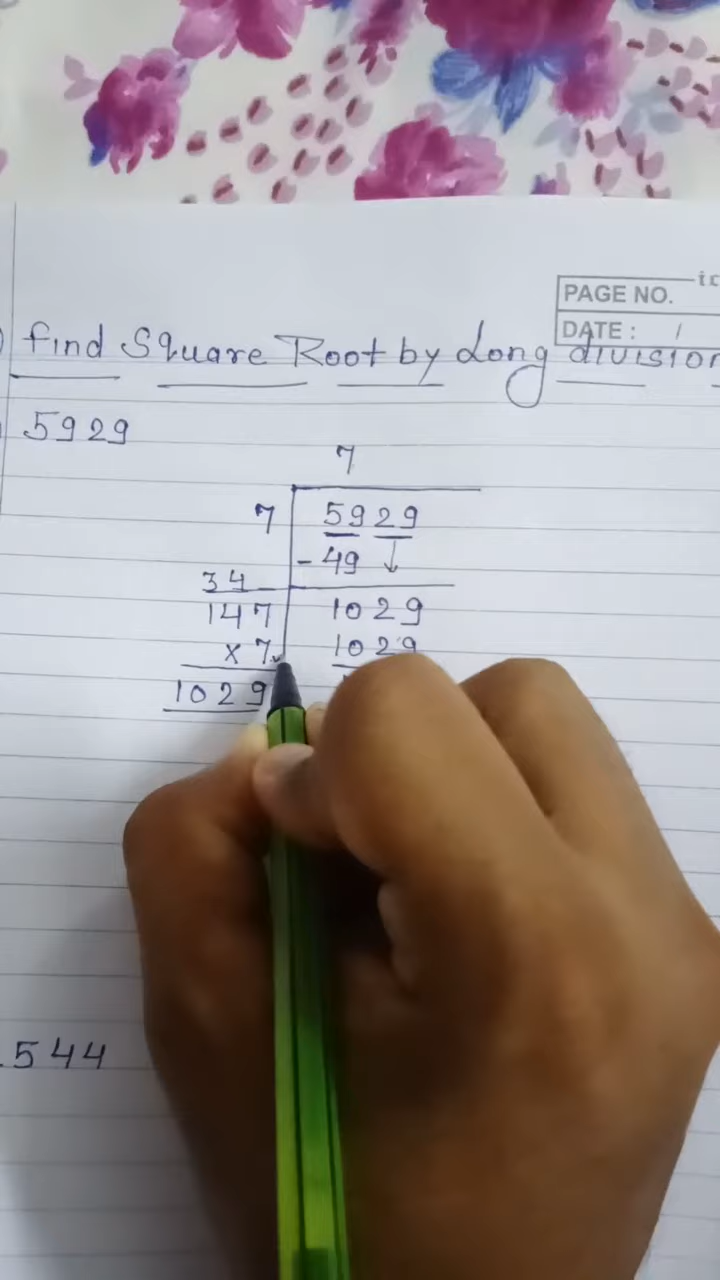 PAGE NO.
DATE : /
find Square Root by Long division
5929
7
7 5929
- 49 ↓
34
147 1029
x 7 1029
1029
544